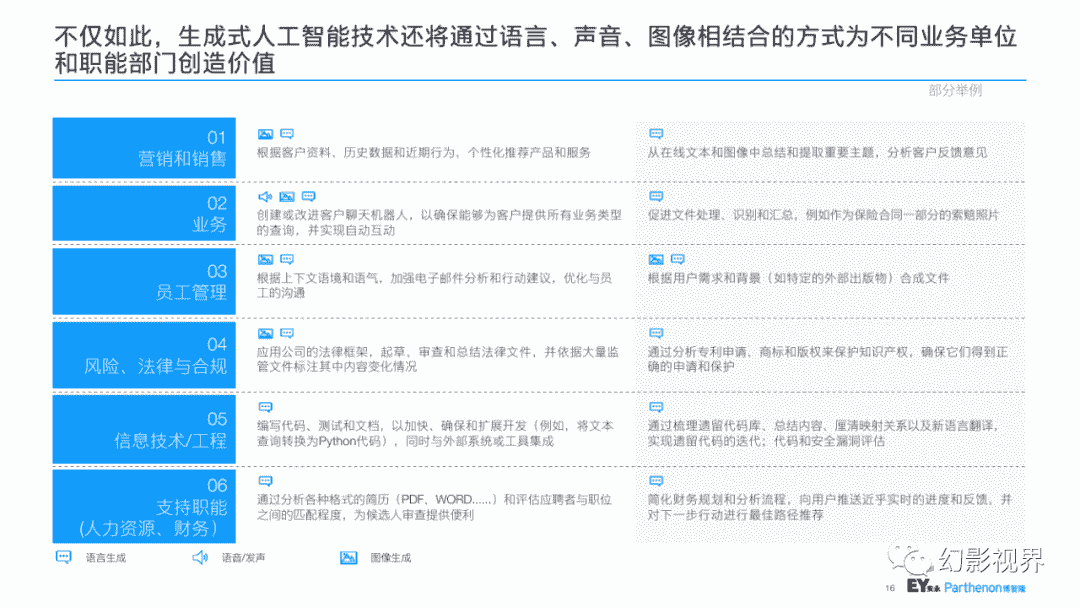 不仅如此，生成式人工智能技术还将通过语言、声音、图像相结合的方式为不同业务单位
和职能部门创造价值
部分举例
01
营销和销售
根据客户资料、历史数据和近期行为、个性化推荐产品和服务
从在线文本和图像中总结和提取重要主题，分析客户反馈意见
02
业务
创建或改进客户聊天机器人，以确保能够为客户提供所有业务类型
的查询，并实现自动互动
促进文件处理、识别和汇总，例如作为保险合同一部分的索赔照片
03
员工管理
根据上下文语境和语气，加强电子邮件分析和行动建议，优化与员
工的沟通
根据用户需求和背景（如特定的外部出版物）合成文件
04
风险、法律与合规
应用公司的法律框架，起草、审查和总结法律文件，并依据大量监
管文件标注其中内容变化情况
通过分析专利申请、商标和版权来保护知识产权，确保它们得到正
确的申请和保护
05
信息技术/工程
编写代码、测试和文档，以加快、确保和扩展开发（例如，将文本
查询转换为Python代码），同时与外部系统或工具集成
通过梳理遗留代码库、总结内容、厘清映射关系以及新语言翻译，
实现遗留代码的迭代；代码和安全漏洞评估
06
支持职能
(人力资源、财务）
通过分析各种格式的简历（PDF、WORD......）和评估应聘者与职位
之间的匹配程度，为候选人审查提供便利
简化财务规划和分析流程，向用户推送近乎实时的进度和反馈，并
对下一步行动进行最佳路径推荐
语言生成
语音/发声
图像生成
幻影视界
16 EY安永 Parthenon博智隆